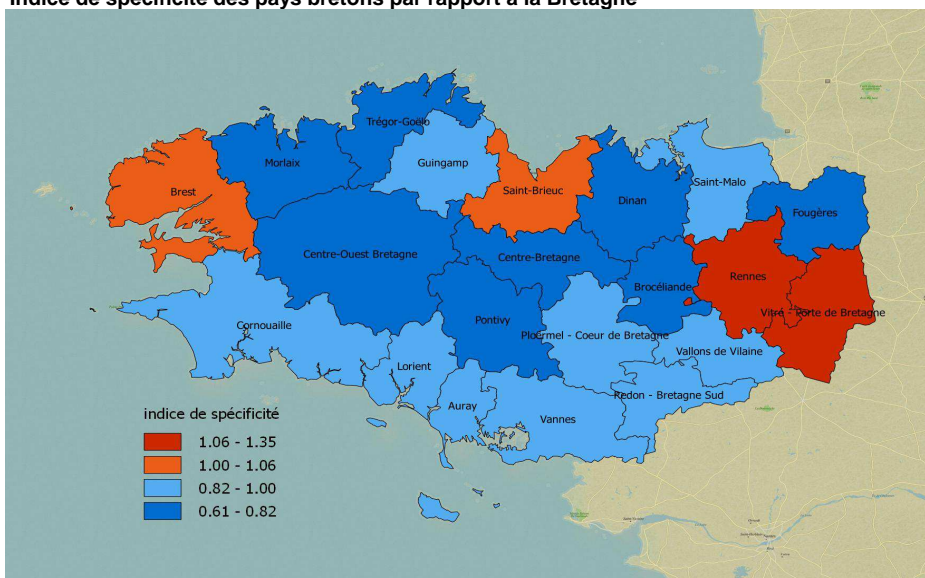 Indice de spécificité des pays bretons par rapport à la Bretagne
Trégor-Goëlo
Morlaix
Guingamp
Saint-Malo
Brest
Saint-Brieuc
Dinan
Fougères
Centre-Ouest Bretagne
Centre-Bretagne
Rennes
Brocéliande
Vitré - Porte de Bretagne
Pontivy
Cornouaille
Ploërmel - Coeur de Bretagne
Vallons de Vilaine
Lorient
Redon - Bretagne Sud
Auray
Vannes
indice de spécificité
1.06 - 1.35
1.00 - 1.06
0.82 - 1.00
0.61 - 0.82